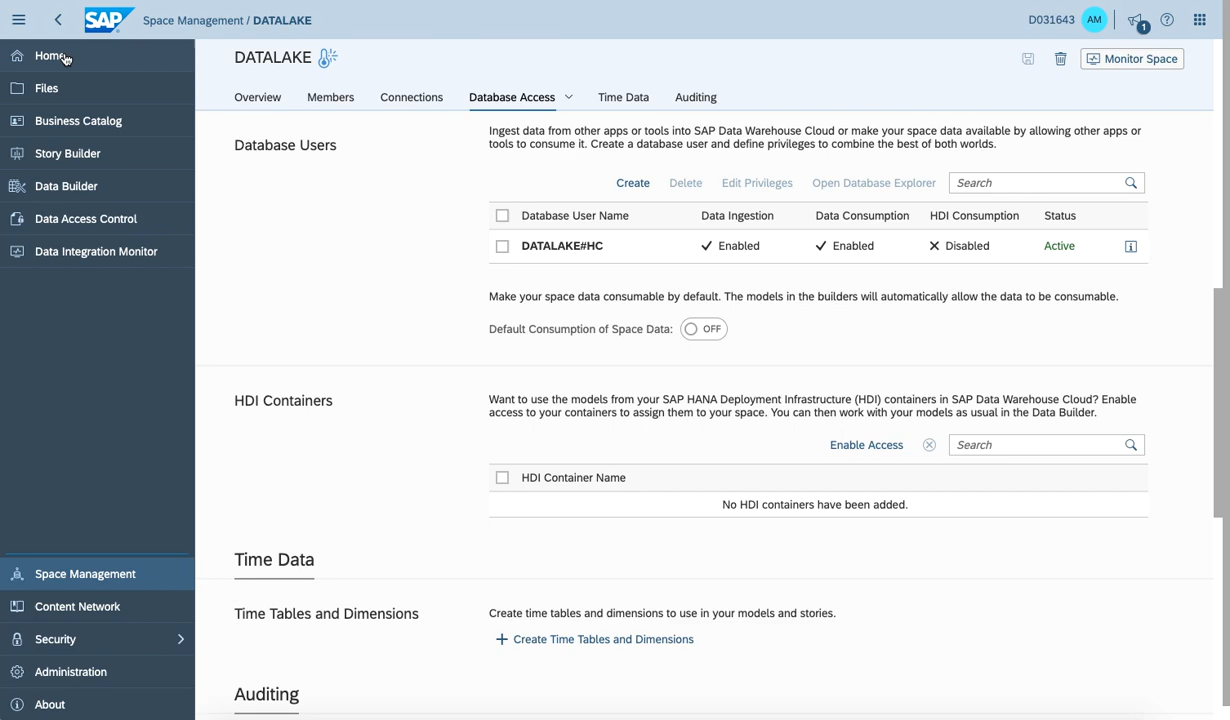 SAP
Space Management / DATALAKE
D031643
AM
1
Home
Files
Business Catalog
Story Builder
Data Builder
Data Access Control
Data Integration Monitor
Space Management
Content Network
Security
Administration
About
DATALAKE
Monitor Space
Overview
Members
Connections
Database Access
Time Data
Auditing
Database Users
Ingest data from other apps or tools into SAP Data Warehouse Cloud or make your space data available by allowing other apps or
tools to consume it. Create a database user and define privileges to combine the best of both worlds.
Create
Delete
Edit Privileges
Open Database Explorer
Search
Database User Name
Data Ingestion
Data Consumption
HDI Consumption
Status
DATALAKE#HC
Enabled
Enabled
Disabled
Active
Make your space data consumable by default. The models in the builders will automatically allow the data to be consumable.
Default Consumption of Space Data:
OFF
HDI Containers
Want to use the models from your SAP HANA Deployment Infrastructure (HDI) containers in SAP Data Warehouse Cloud? Enable
access to your containers to assign them to your space. You can then work with your models as usual in the Data Builder.
Enable Access
Search
HDI Container Name
No HDI containers have been added.
Time Data
Time Tables and Dimensions
Create time tables and dimensions to use in your models and stories.
Create Time Tables and Dimensions
Auditing